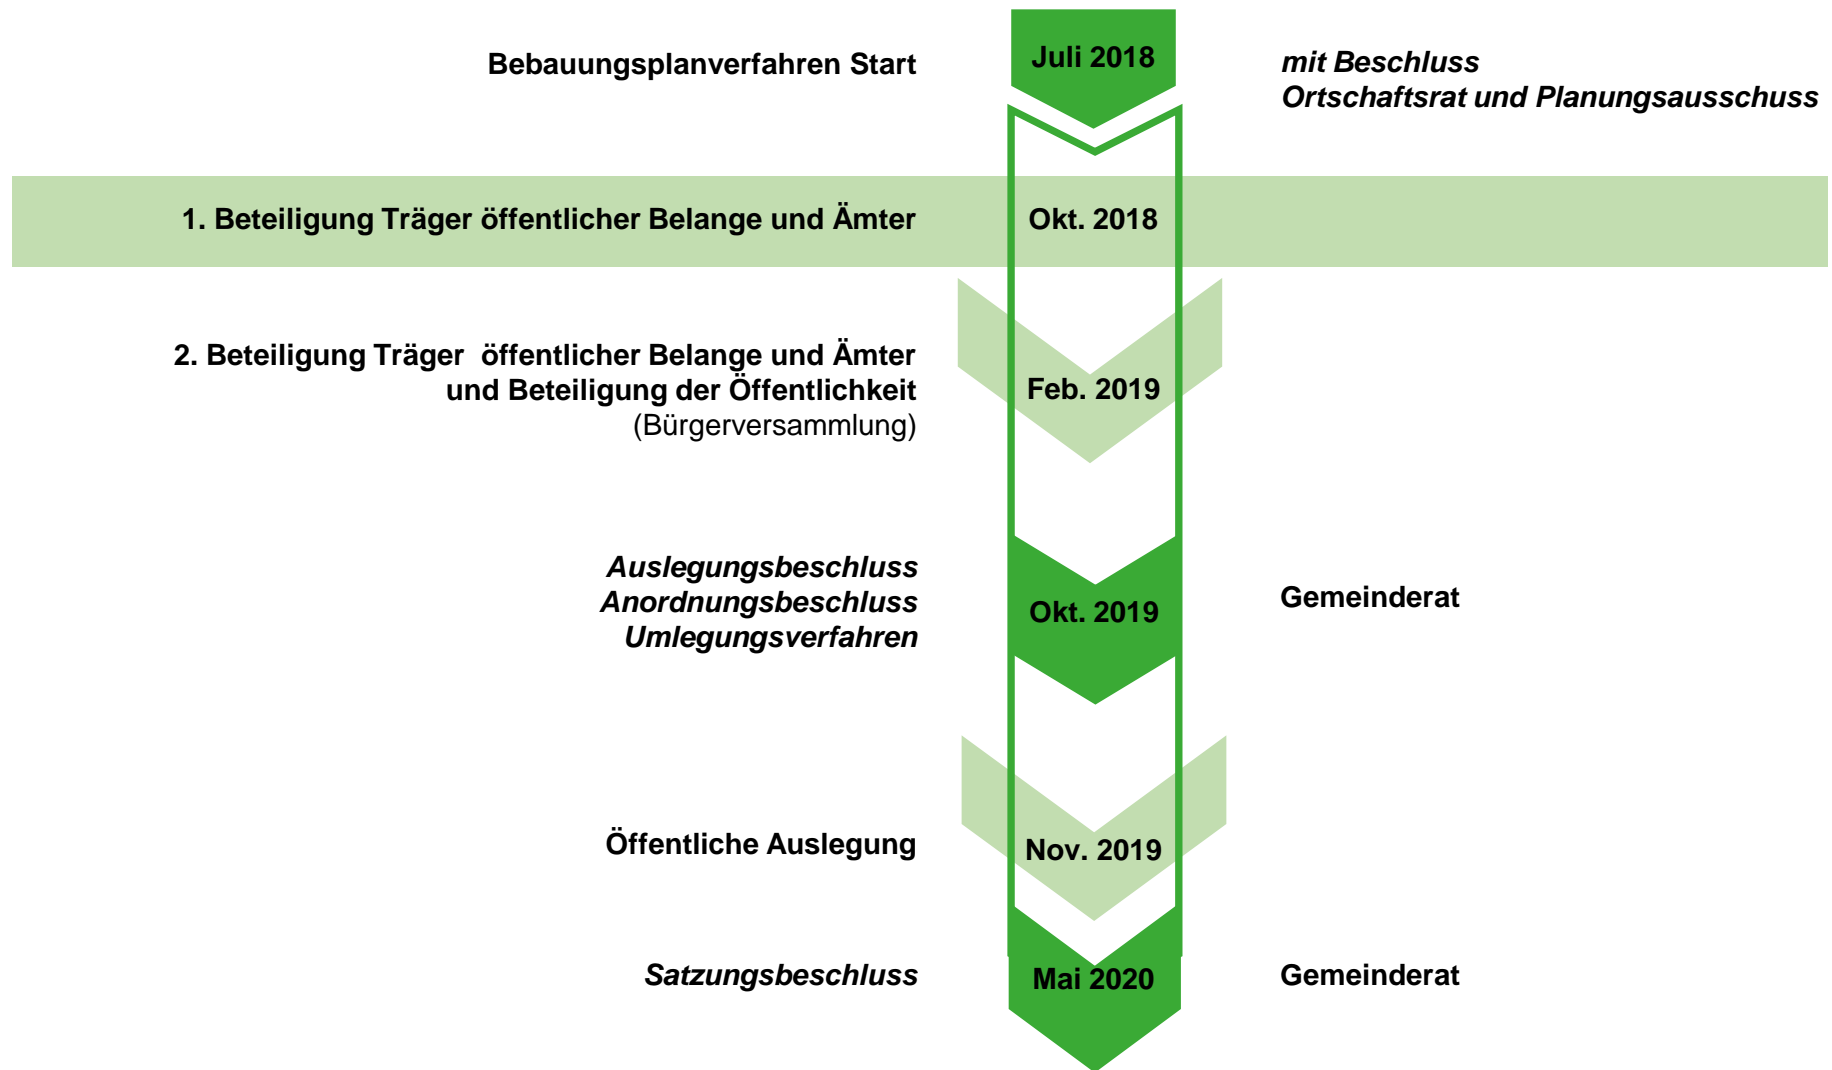 Bebauungsplanverfahren Start
Juli 2018
mit Beschluss
Ortschaftsrat und Planungsausschuss
1. Beteiligung Träger öffentlicher Belange und Ämter
Okt. 2018
2. Beteiligung Träger öffentlicher Belange und Ämter
und Beteiligung der Öffentlichkeit
(Bürgerversammlung)
Feb. 2019
Auslegungsbeschluss
Anordnungsbeschluss
Umlegungsverfahren
Okt. 2019
Gemeinderat
Öffentliche Auslegung
Nov. 2019
Satzungsbeschluss
Mai 2020
Gemeinderat